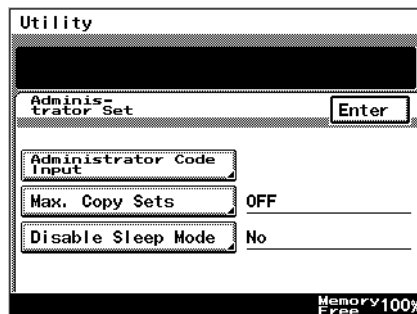 Utility
Adminis-
trator Set
Enter
Administrator Code
Input
Max. Copy Sets
OFF
Disable Sleep Mode
No
Memory
Free 100%